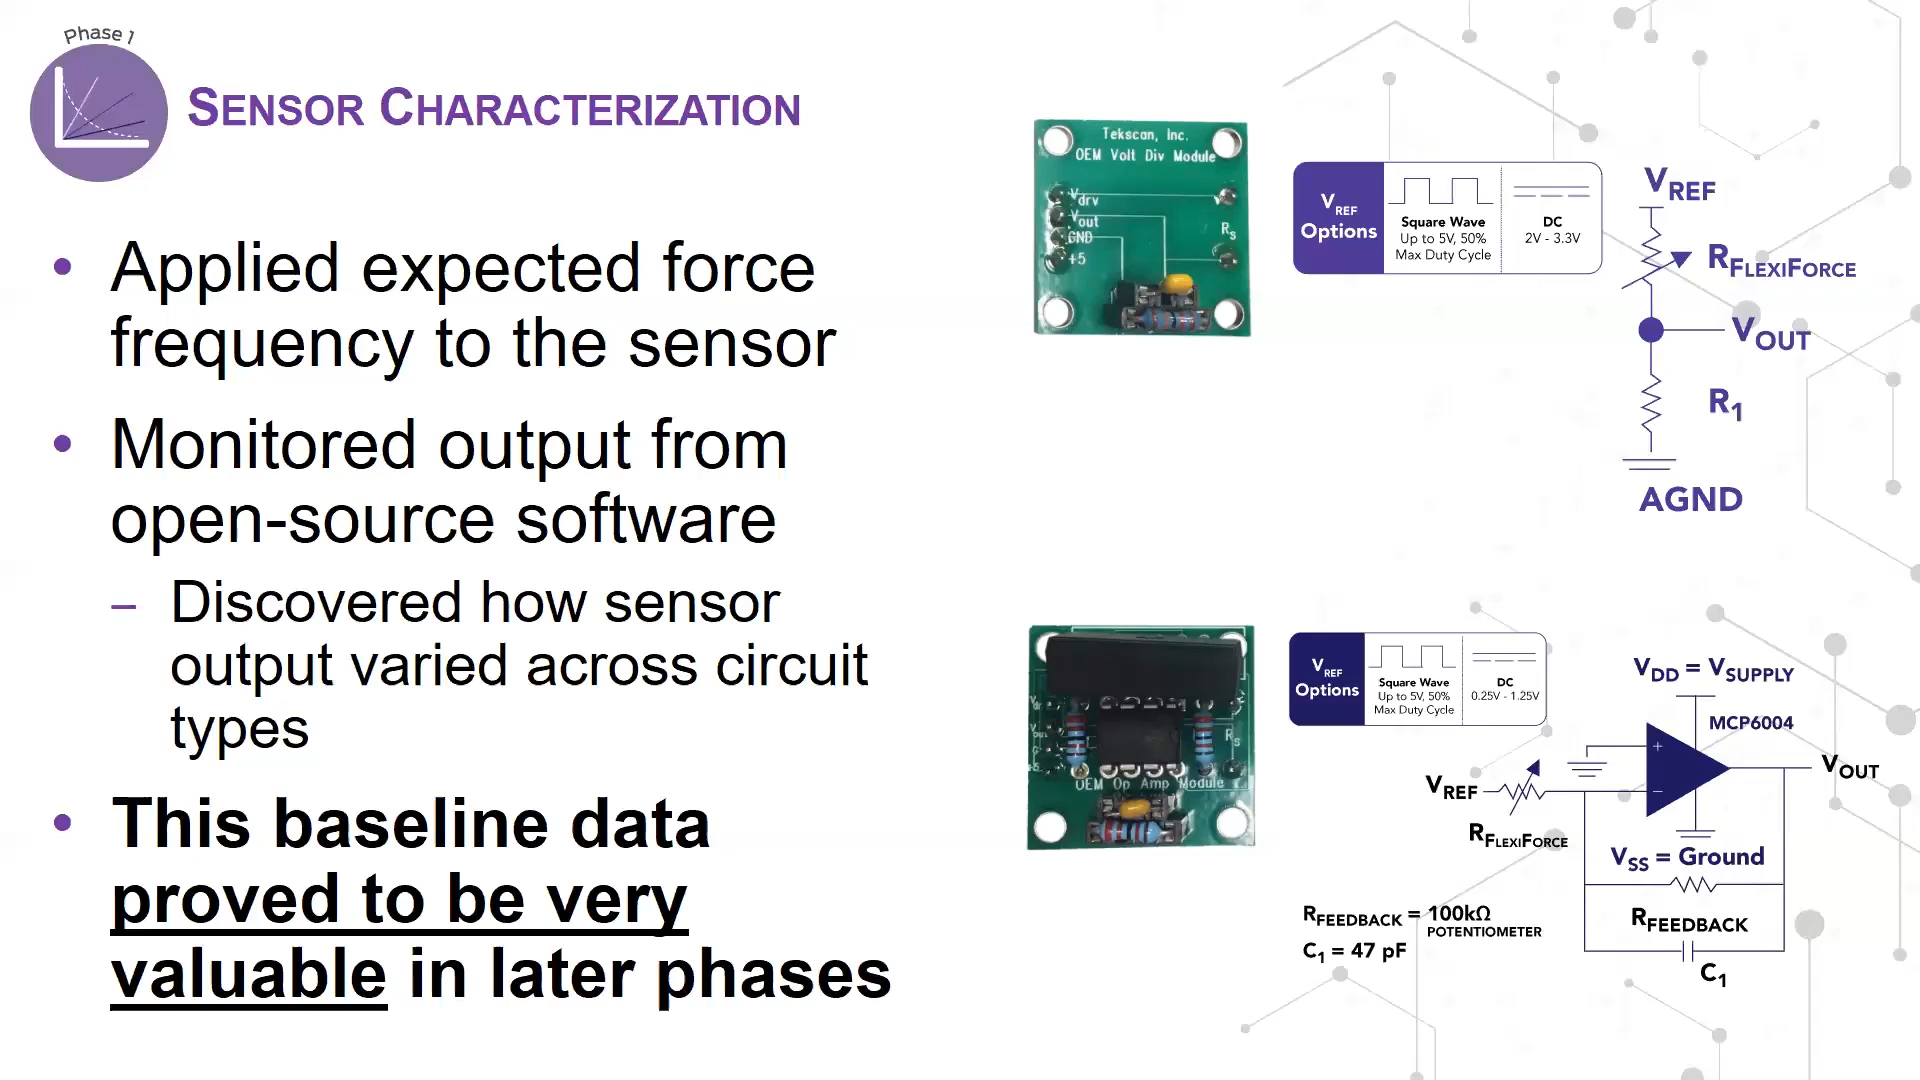 Phase 1
SENSOR CHARACTERIZATION
• Applied expected force
frequency to the sensor
• Monitored output from
open-source software
– Discovered how sensor
output varied across circuit
types
• This baseline data
proved to be very
valuable in later phases
Tekscan, Inc.
OEM Volt Div Module
Vdrv
Vout
GND
+5
Rs
VREF
Options
Square Wave
Up to 5V, 50%
Max Duty Cycle
DC
2V - 3.3V
VREF
RFLEXIFORCE
VOUT
R1
AGND
Rs
OEM Op Amp Module
VREF
Options
Square Wave
Up to 5V, 50%
Max Duty Cycle
DC
0.25V - 1.25V
VDD = VSUPPLY
MCP6004
+
−
VOUT
VREF
RFLEXIFORCE
VSS = Ground
RFEEDBACK
C1
RFEEDBACK = 100kΩ
POTENTIOMETER
C1 = 47 pF